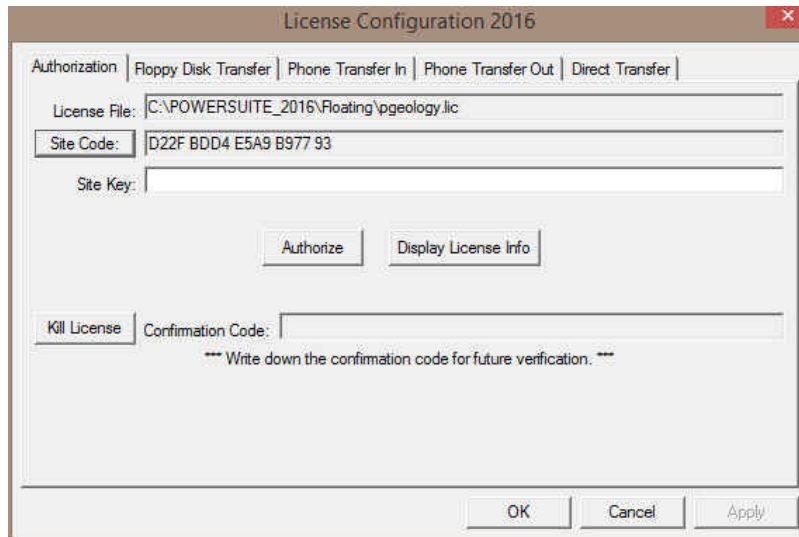 License Configuration 2016
Authorization Floppy Disk Transfer Phone Transfer In Phone Transfer Out Direct Transfer
License File: C:\POWERSUITE_2016\Floating\pgeology.lic
Site Code: D22F BDD4 E5A9 B977 93
Site Key:
Authorize Display License Info
Kill License Confirmation Code:
*** Write down the confirmation code for future verification. ***
OK Cancel Apply